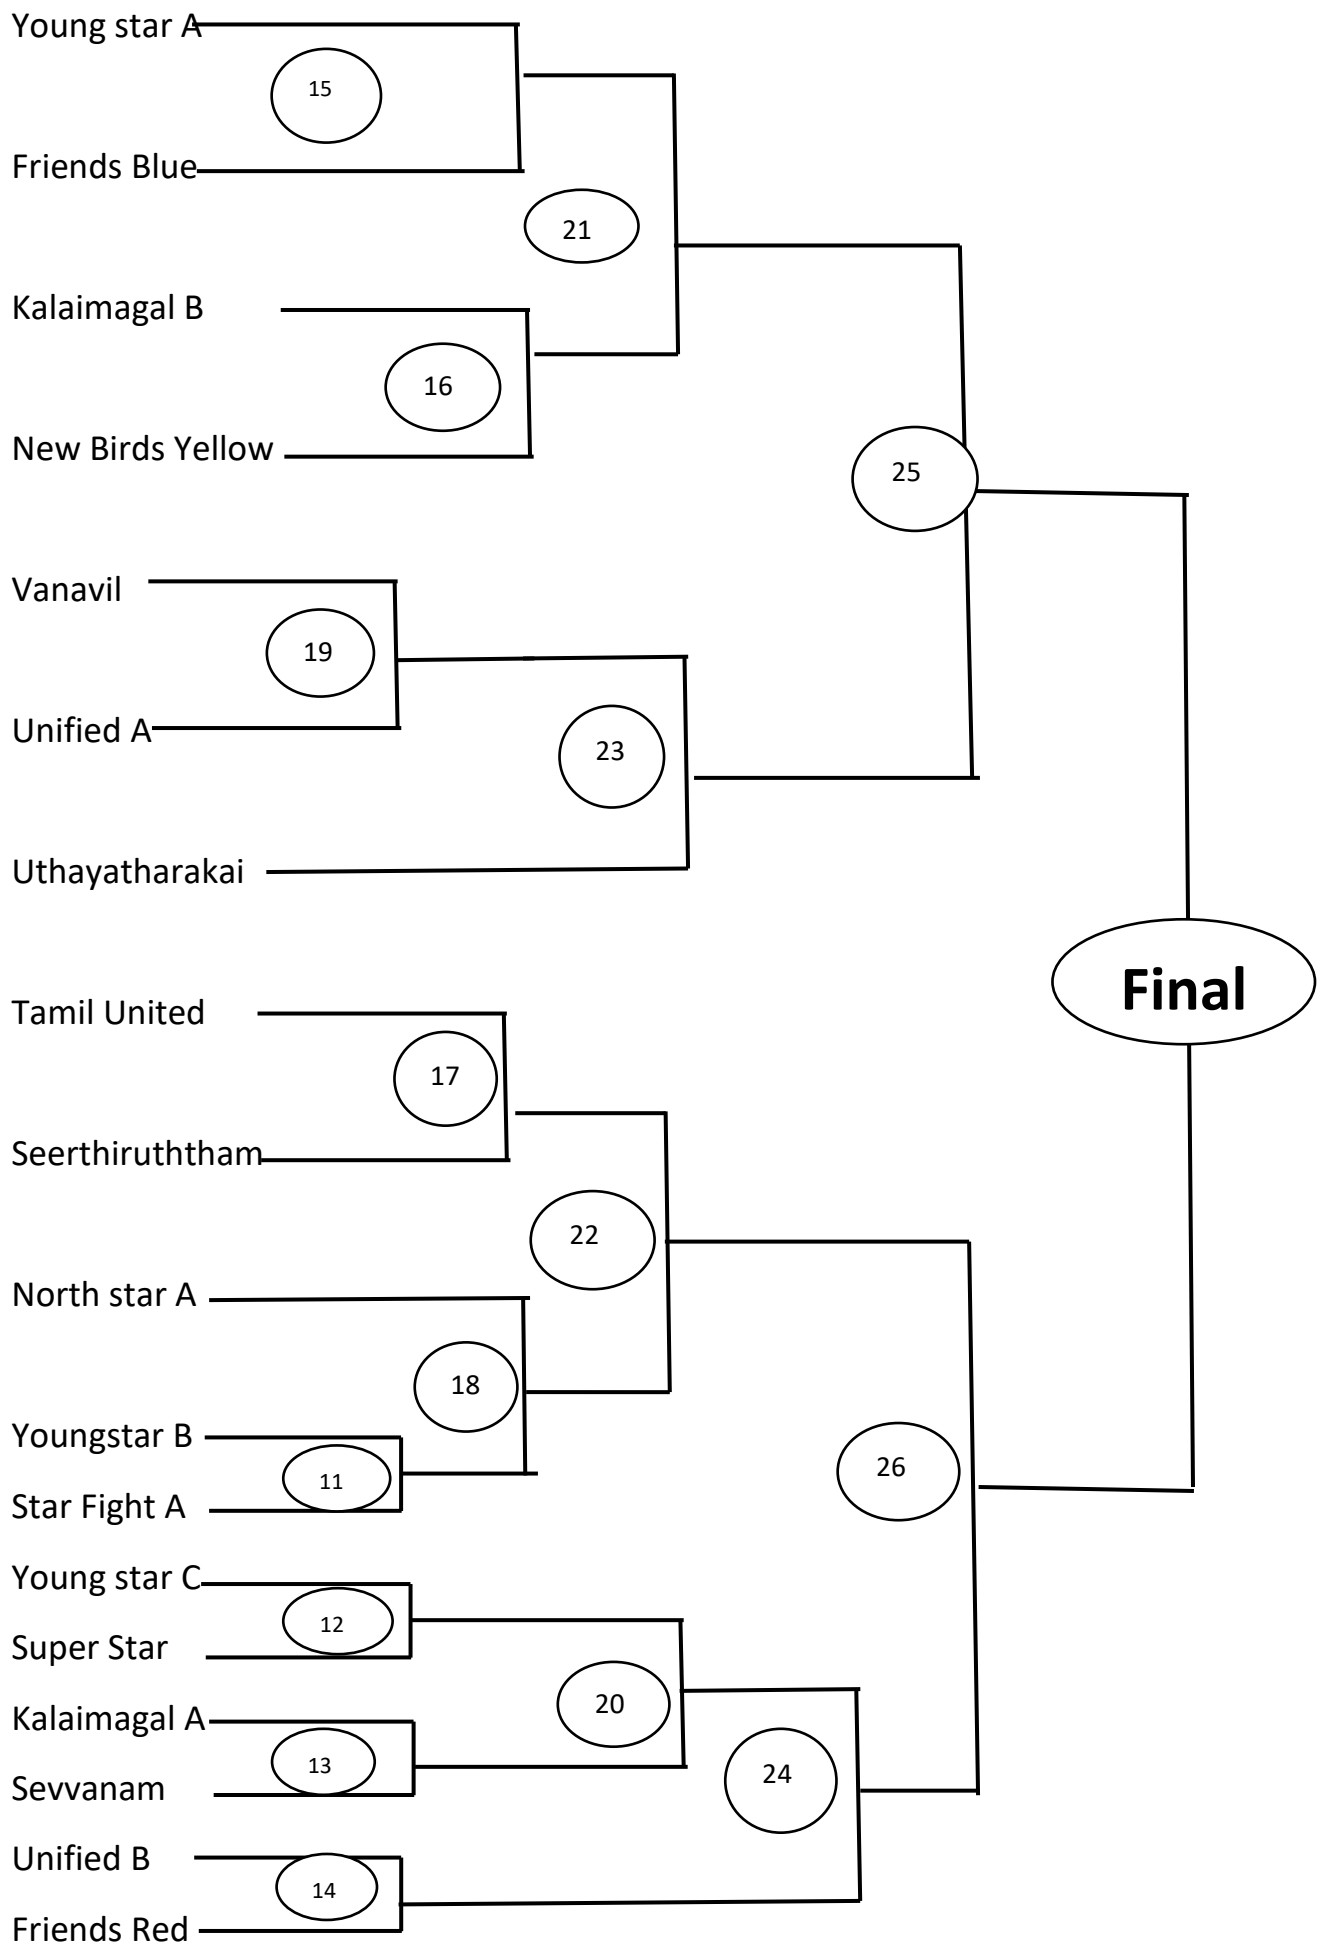 Young star A
15
Friends Blue
21
Kalaimagal B
16
New Birds Yellow
25
Vanavil
19
Unified A
23
Uthayatharakai
Final
Tamil United
17
Seerthiruththam
22
North star A
18
Youngstar B
26
11
Star Fight A
Young star C
12
Super Star
20
Kalaimagal A
13
24
Sevvanam
Unified B
14
Friends Red